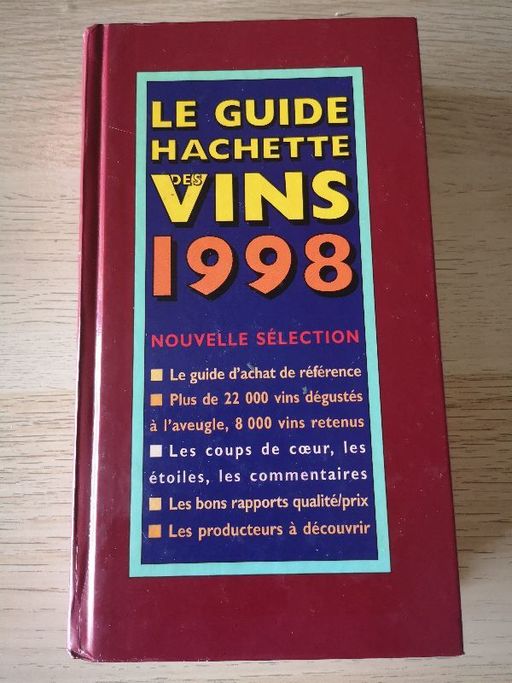 LE GUIDE
HACHETTE
DES
VINS
1998
NOUVELLE SÉLECTION
■ Le guide d'achat de référence
■ Plus de 22 000 vins dégustés
à l'aveugle, 8 000 vins retenus
■ Les coups de cœur, les
étoiles, les commentaires
■ Les bons rapports qualité/prix
■ Les producteurs à découvrir